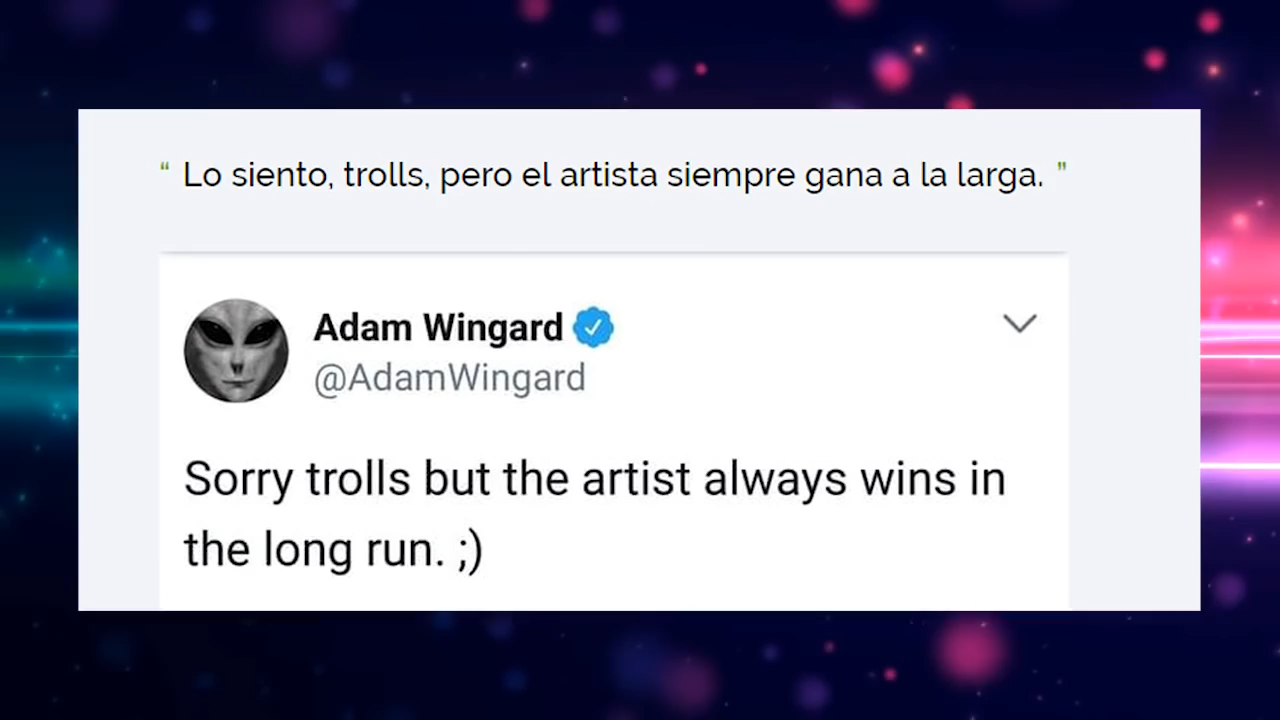 “ Lo siento, trolls, pero el artista siempre gana a la larga. ”
Adam Wingard
@AdamWingard
Sorry trolls but the artist always wins in
the long run. ;)